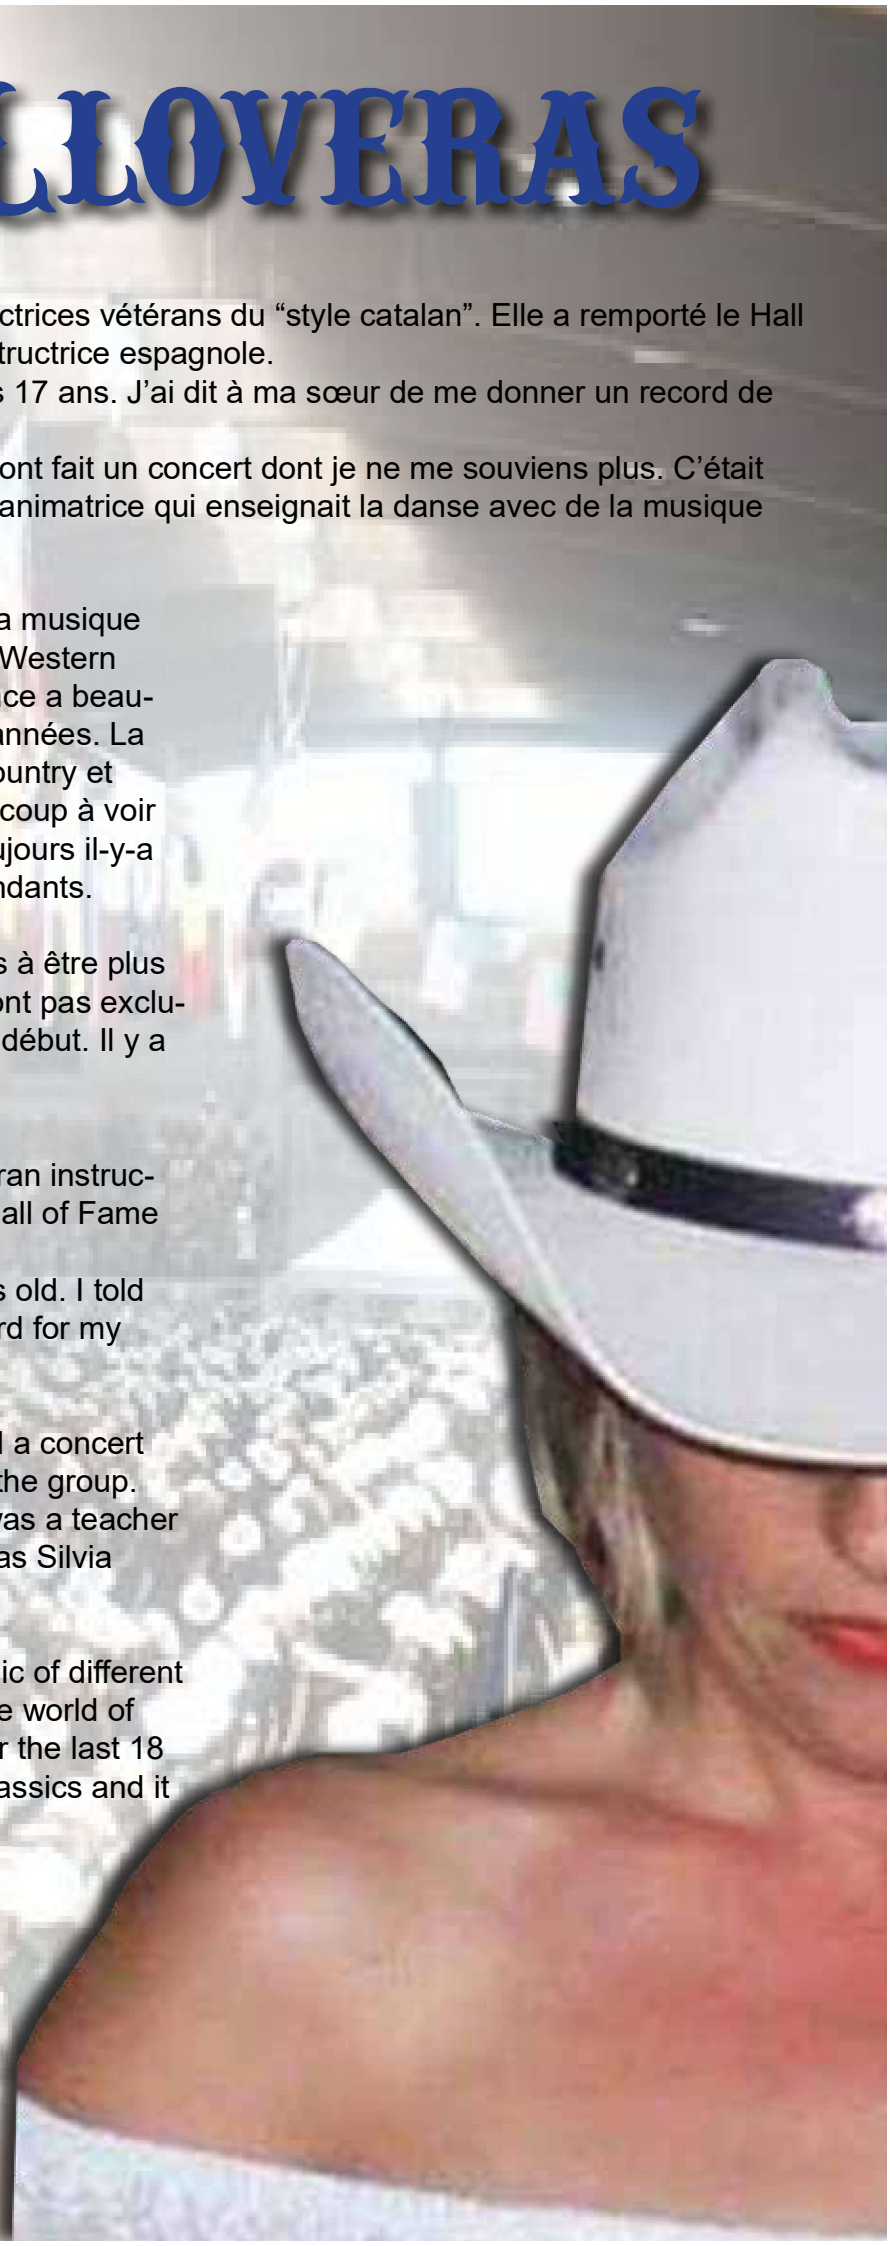 LLOVERAS
ctrices vétérans du “style catalan”. Elle a remporté le Hall
tructrice espagnole.
s 17 ans. J’ai dit à ma sœur de me donner un record de
ont fait un concert dont je ne me souviens plus. C’était
animatrice qui enseignait la danse avec de la musique
a musique
Western
ce a beau-
années. La
ountry et
coup à voir
ujours il-y-a
ndants.
s à être plus
ont pas exclu-
début. Il y a
ran instruc-
all of Fame
s old. I told
rd for my
a concert
the group.
was a teacher
as Silvia
ic of different
e world of
r the last 18
assics and it